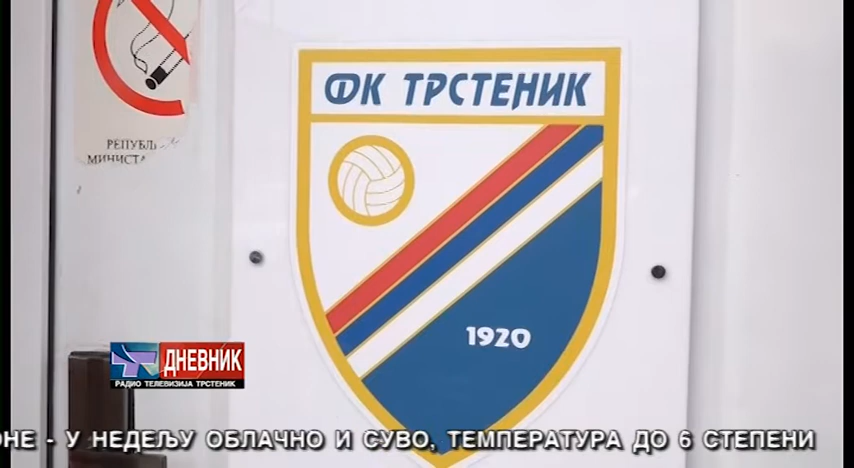 ФК ТРСТЕНИК
1920
РЕПУБЛ
МИНИСТА
ДНЕВНИК
РАДИО ТЕЛЕВИЗИЈА ТРСТЕНИК
ОНЕ - У НЕДЕЉУ ОБЛАЧНО И СУВО, ТЕМПЕРАТУРА ДО 6 СТЕПЕНИ